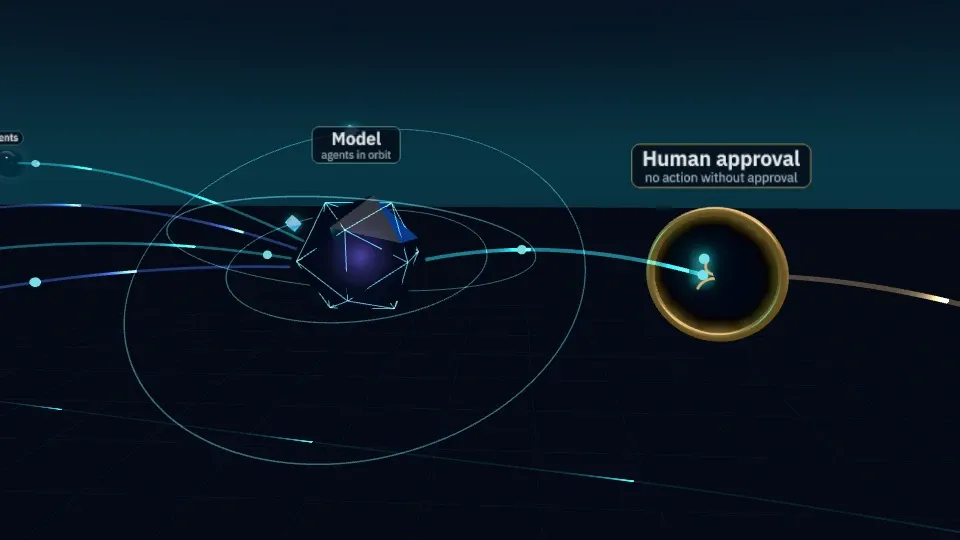 Model
agents in orbit
Human approval
no action without approval